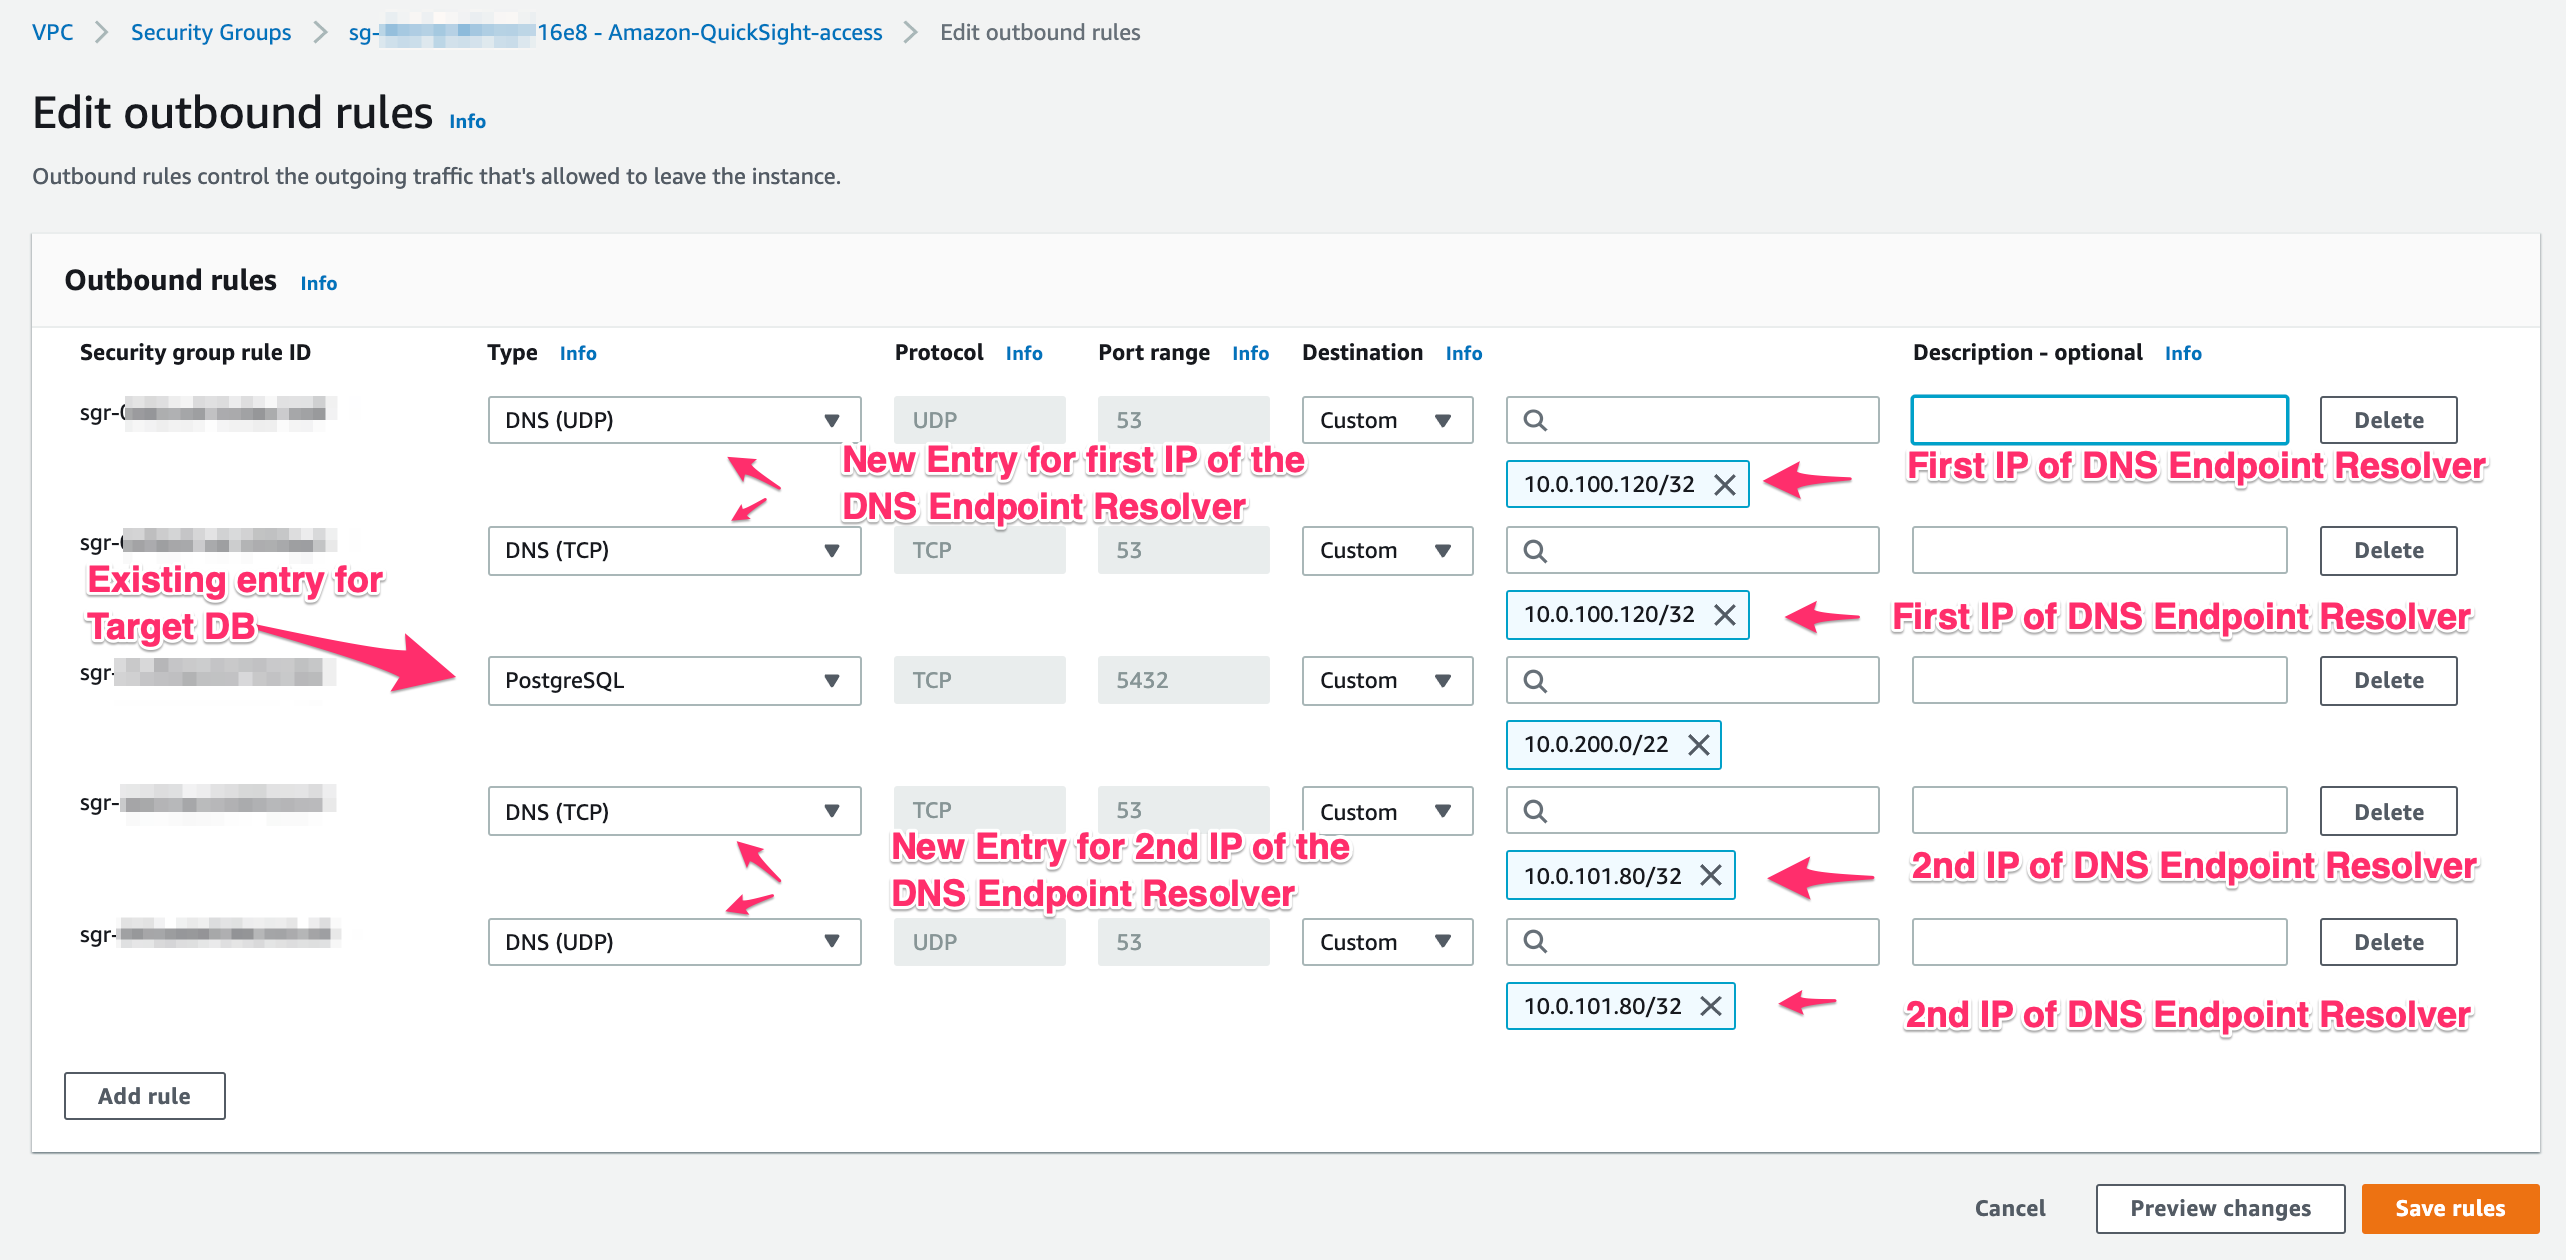 VPC > Security Groups > sg- 16e8 - Amazon-QuickSight-access > Edit outbound rules
Edit outbound rules Info
Outbound rules control the outgoing traffic that's allowed to leave the instance.
Outbound rules Info
Security group rule ID Type Info Protocol Info Port range Info Destination Info Description - optional Info
sgr- DNS (UDP) UDP 53 Custom Delete
New Entry for first IP of the
DNS Endpoint Resolver
10.0.100.120/32
First IP of DNS Endpoint Resolver
sgr- DNS (TCP) TCP 53 Custom Delete
Existing entry for
Target DB
10.0.100.120/32
First IP of DNS Endpoint Resolver
sgr- PostgreSQL TCP 5432 Custom Delete
10.0.200.0/22
sgr- DNS (TCP) TCP 53 Custom Delete
New Entry for 2nd IP of the
DNS Endpoint Resolver
10.0.101.80/32
2nd IP of DNS Endpoint Resolver
sgr- DNS (UDP) UDP 53 Custom Delete
10.0.101.80/32
2nd IP of DNS Endpoint Resolver
Add rule
Cancel Preview changes Save rules